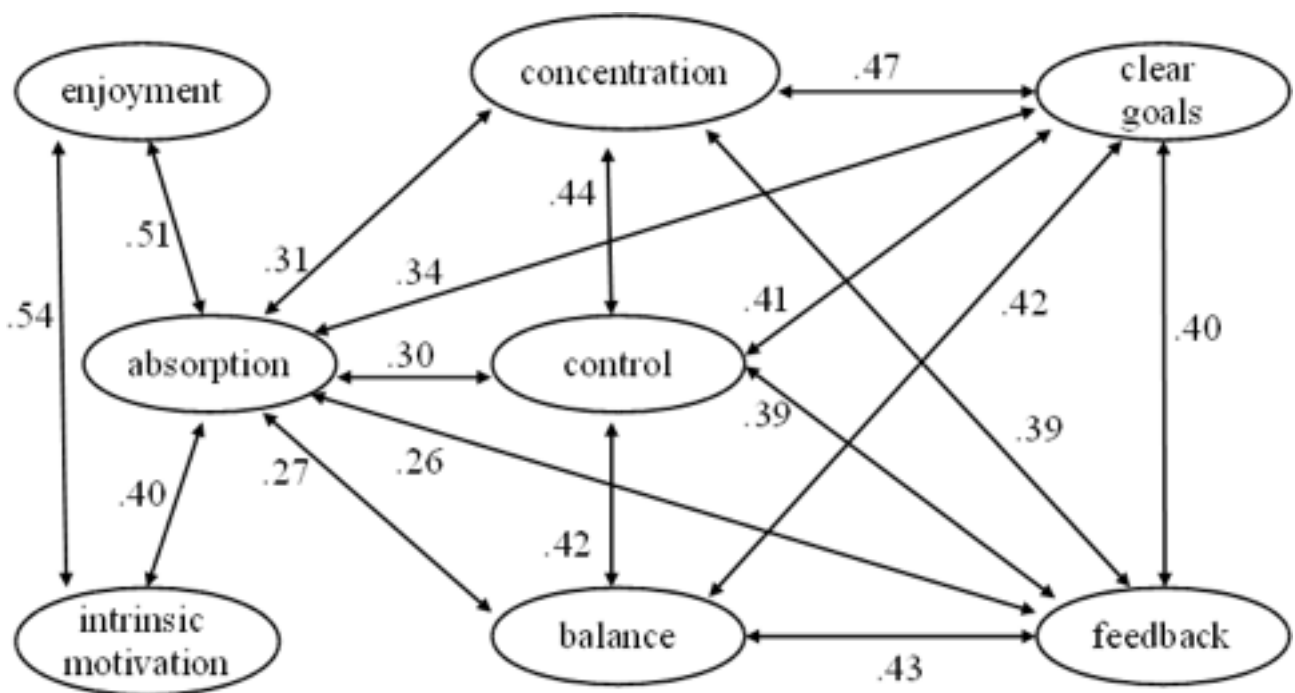 enjoyment
concentration
clear
goals
.47
.44
.51
.31
.34
.41
.42
.54
.40
absorption
.30
control
.39
.39
.26
.27
.40
.42
intrinsic
motivation
balance
.43
feedback